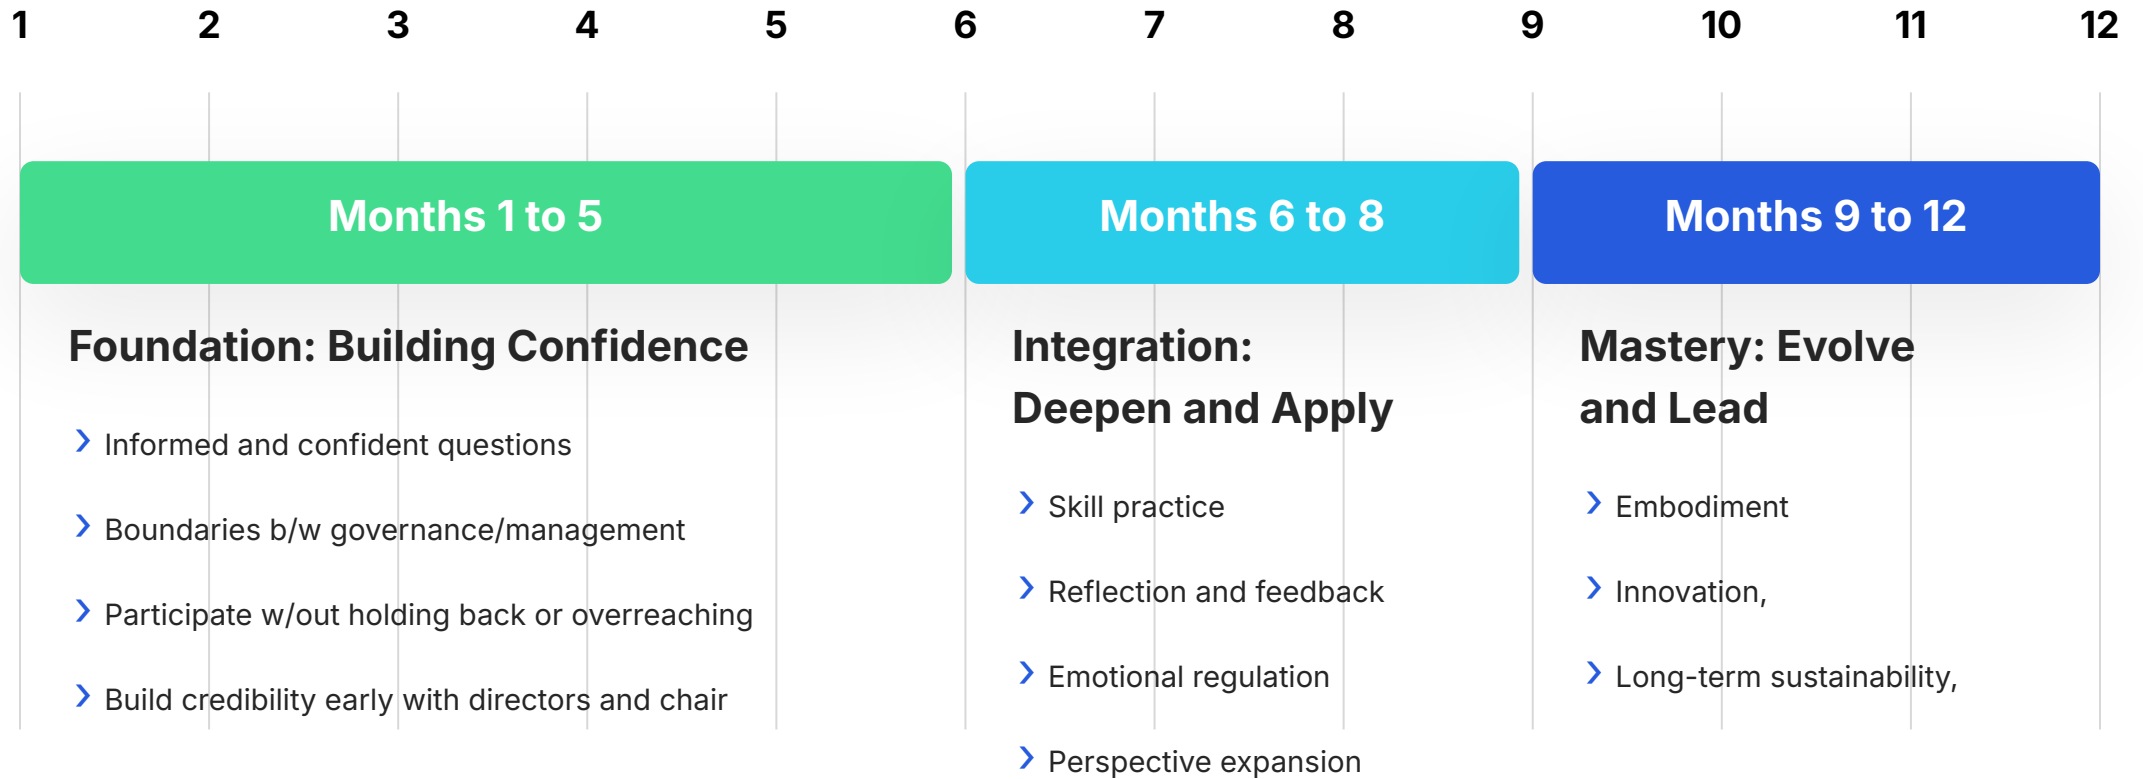 1 2 3 4 5 6 7 8 9 10 11 12
Months 1 to 5
Months 6 to 8
Months 9 to 12
Foundation: Building Confidence
Informed and confident questions
Boundaries b/w governance/management
Participate w/out holding back or overreaching
Build credibility early with directors and chair
Integration:
Deepen and Apply
Skill practice
Reflection and feedback
Emotional regulation
Perspective expansion
Mastery: Evolve
and Lead
Embodiment
Innovation,
Long-term sustainability,